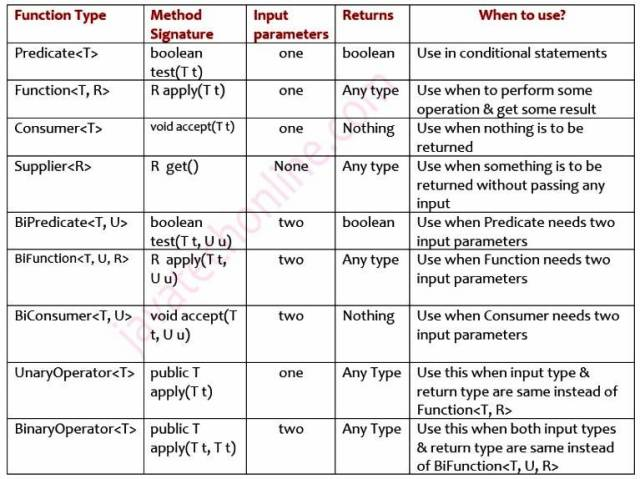 Function Type Method Signature Input parameters Returns When to use?
Predicate<T> boolean test(T t) one boolean Use in conditional statements
Function<T, R> R apply(T t) one Any type Use when to perform some operation & get some result
Consumer<T> void accept(T t) one Nothing Use when nothing is to be returned
Supplier<R> R get() None Any type Use when something is to be returned without passing any input
BiPredicate<T, U> boolean test(T t, U u) two boolean Use when Predicate needs two input parameters
BiFunction<T, U, R> R apply(T t, U u) two Any type Use when Function needs two input parameters
BiConsumer<T, U> void accept(T t, U u) two Nothing Use when Consumer needs two input parameters
UnaryOperator<T> public T apply(T t) one Any Type Use this when input type & return type are same instead of Function<T, R>
BinaryOperator<T> public T apply(T t, T t) two Any Type Use this when both input types & return type are same instead of BiFunction<T, U, R>
javatechonline.com